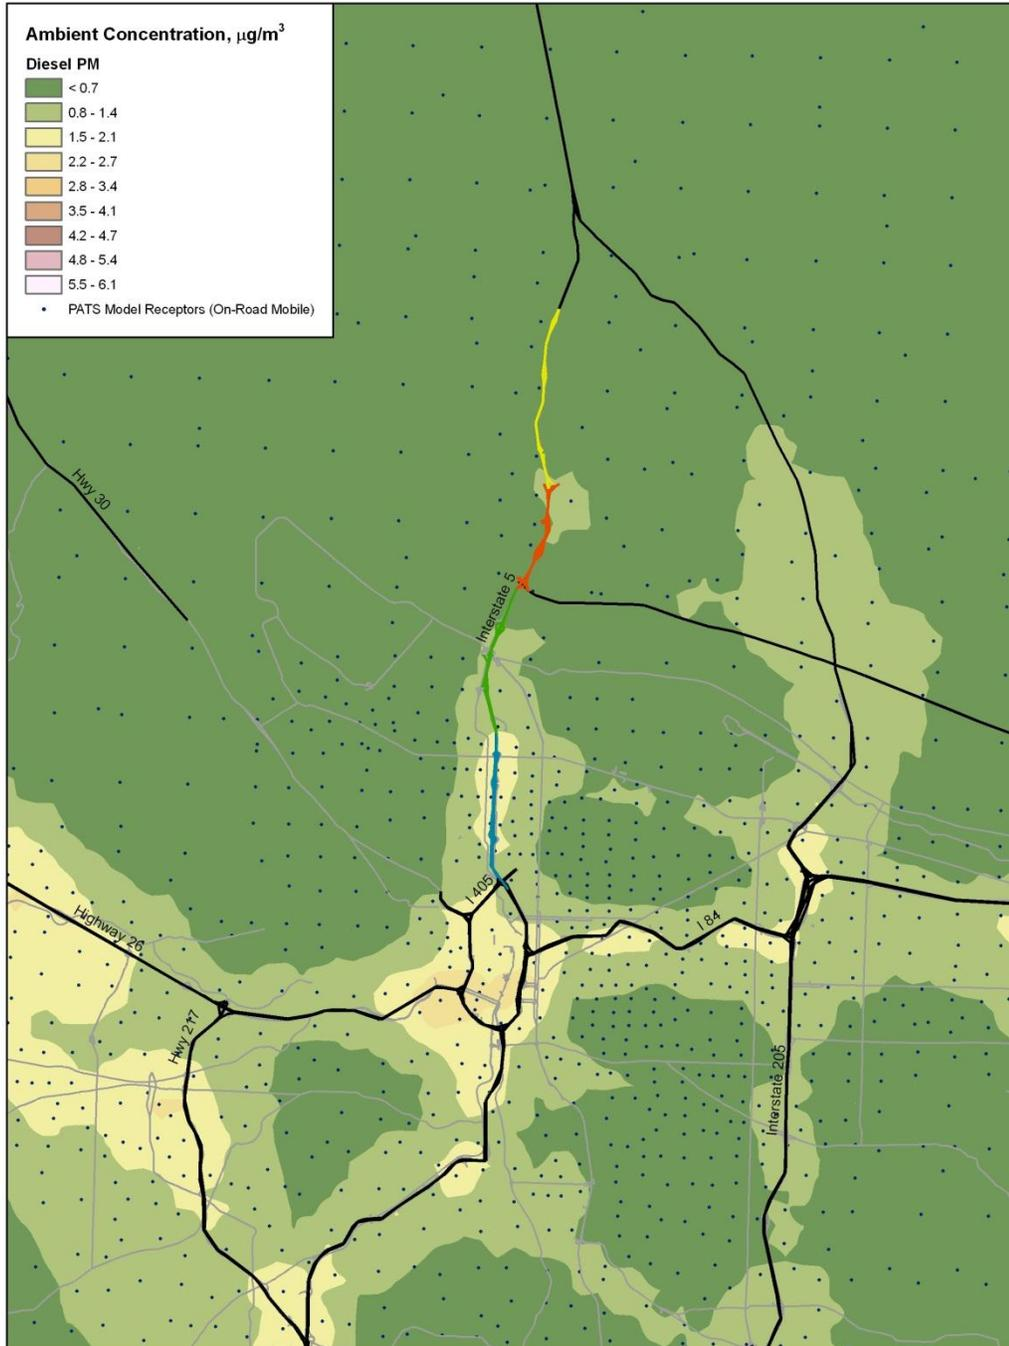 Ambient Concentration, μg/m³
Diesel PM
< 0.7
0.8 - 1.4
1.5 - 2.1
2.2 - 2.7
2.8 - 3.4
3.5 - 4.1
4.2 - 4.7
4.8 - 5.4
5.5 - 6.1
PATS Model Receptors (On-Road Mobile)
Hwy 30
Interstate 5
I 405
I 84
Highway 26
Hwy 217
Interstate 205